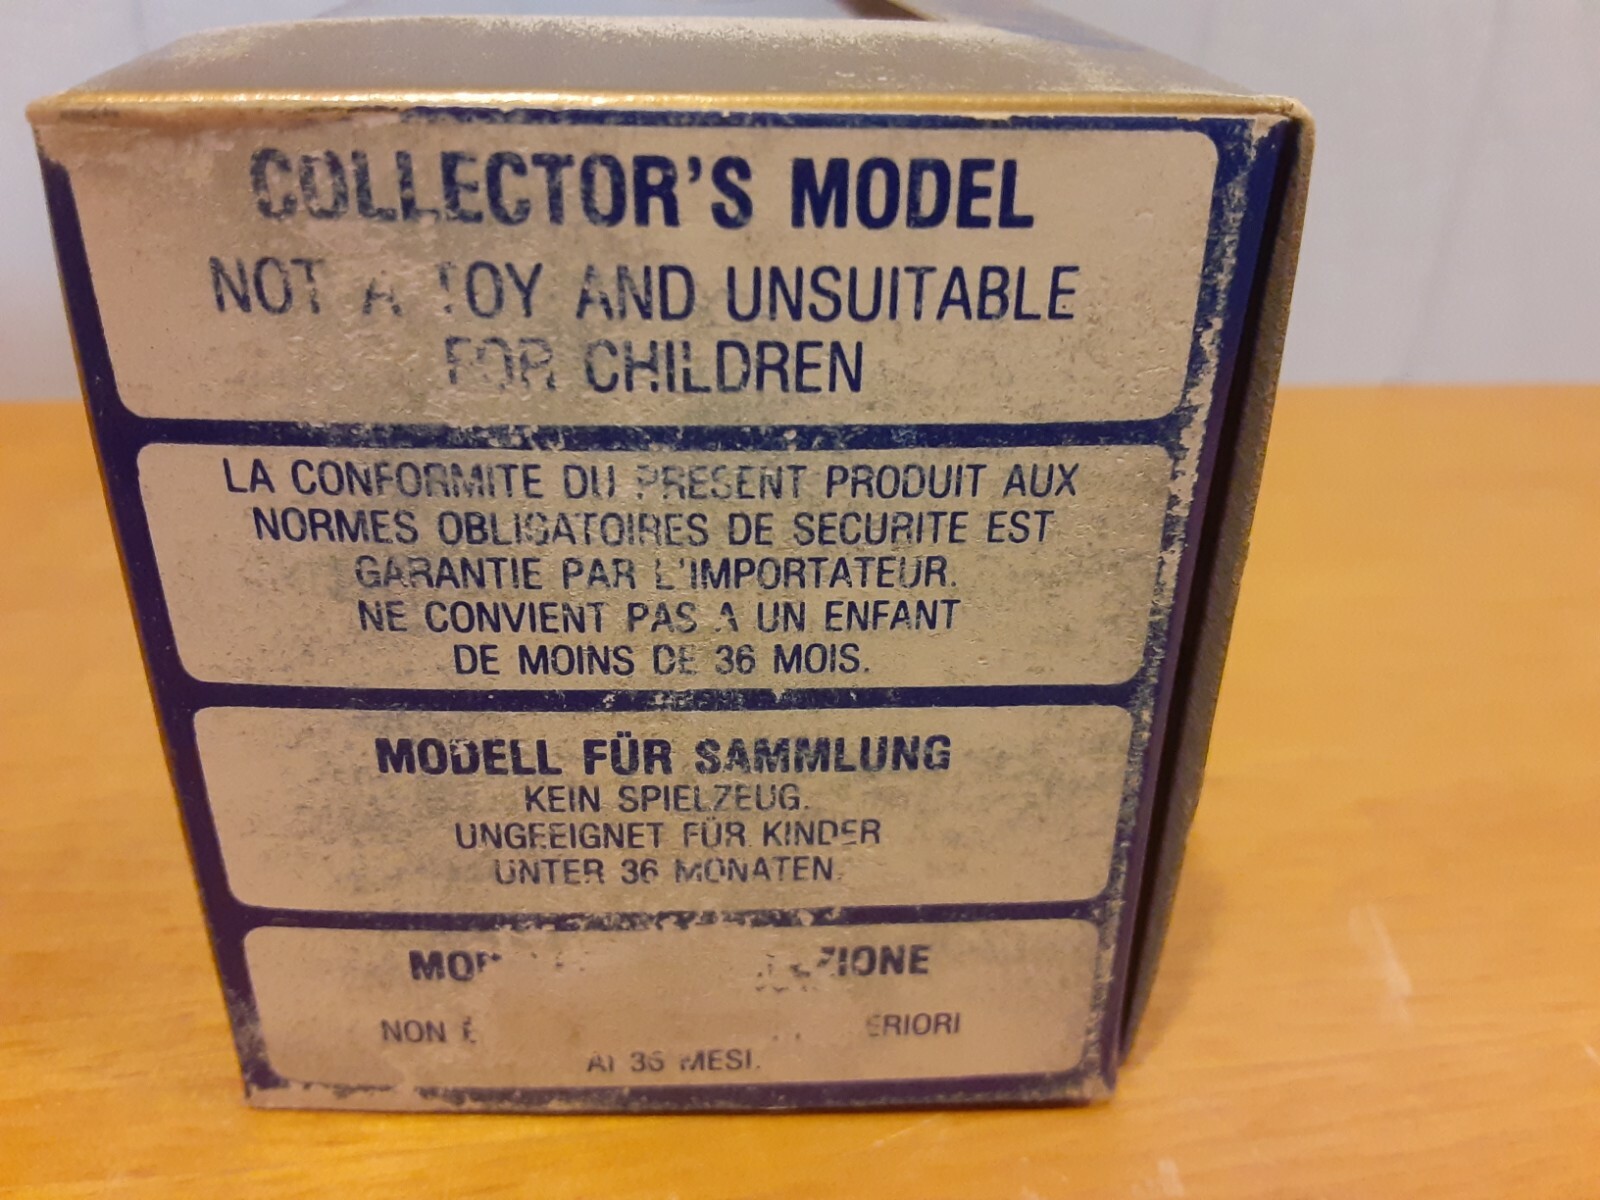 COLLECTOR'S MODEL
NOT A TOY AND UNSUITABLE
FOR CHILDREN
LA CONFORMITE DU PRESENT PRODUIT AUX
NORMES OBLIGATOIRES DE SECURITE EST
GARANTIE PAR L'IMPORTATEUR.
NE CONVIENT PAS A UN ENFANT
DE MOINS DE 36 MOIS.
MODELL FÜR SAMMLUNG
KEIN SPIELZEUG.
UNGEEIGNET FÜR KINDER
UNTER 36 MONATEN.
NON
AI 36 MESI.